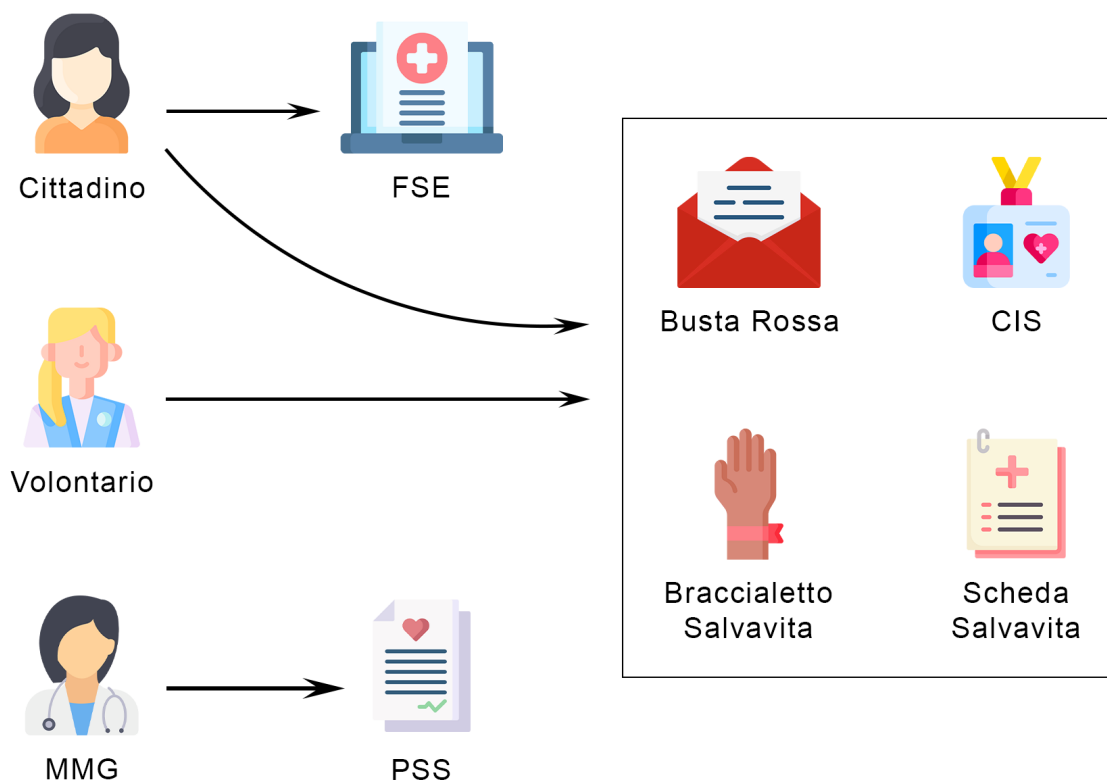 Cittadino
FSE
Busta Rossa
CIS
Volontario
Braccialetto
Salvavita
Scheda
Salvavita
MMG
PSS